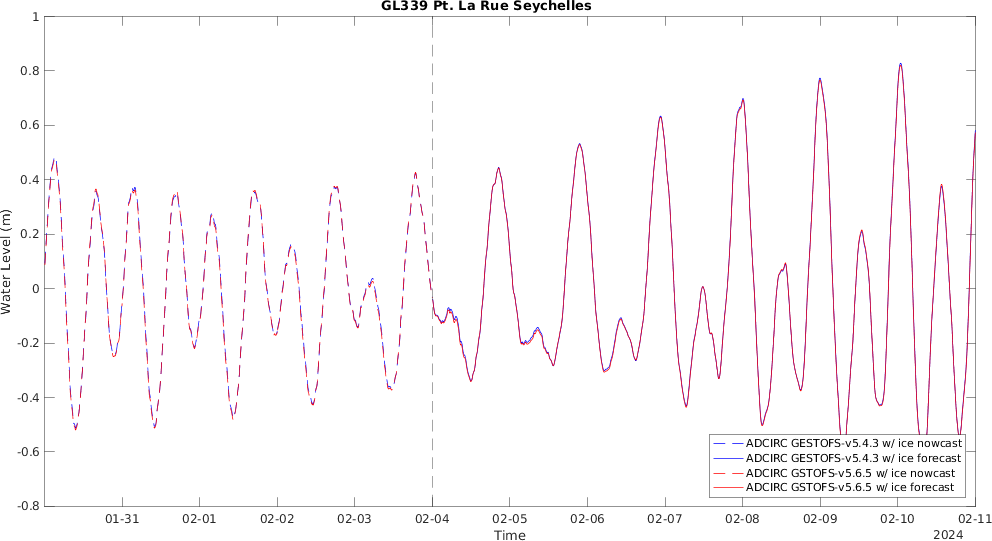 GL339 Pt. La Rue Seychelles
1
0.8
0.6
0.4
0.2
0
-0.2
-0.4
-0.6
-0.8
Water Level (m)
ADCIRC GESTOFS-v5.4.3 w/ ice nowcast
ADCIRC GESTOFS-v5.4.3 w/ ice forecast
ADCIRC GSTOFS-v5.6.5 w/ ice nowcast
ADCIRC GSTOFS-v5.6.5 w/ ice forecast
01-31 02-01 02-02 02-03 02-04 02-05 02-06 02-07 02-08 02-09 02-10 02-11
Time
2024